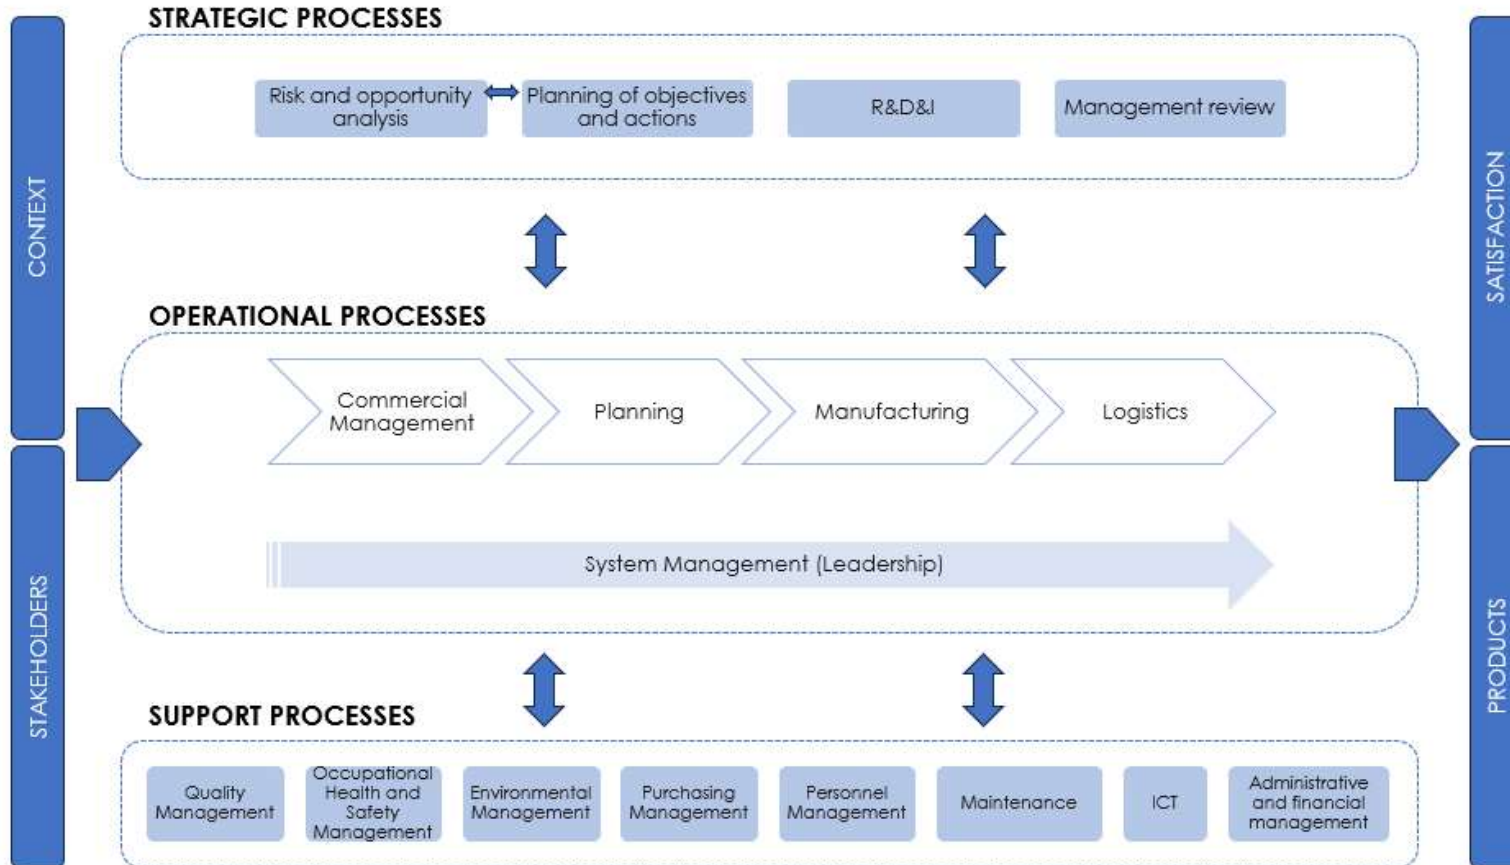 STRATEGIC PROCESSES
Risk and opportunity
analysis
Planning of objectives
and actions
R&D&I
Management review
CONTEXT
STAKEHOLDERS
OPERATIONAL PROCESSES
Commercial
Management
Planning
Manufacturing
Logistics
System Management (Leadership)
SUPPORT PROCESSES
Quality
Management
Occupational
Health and
Safety
Management
Environmental
Management
Purchasing
Management
Personnel
Management
Maintenance
ICT
Administrative
and financial
management
SATISFACTION
PRODUCTS